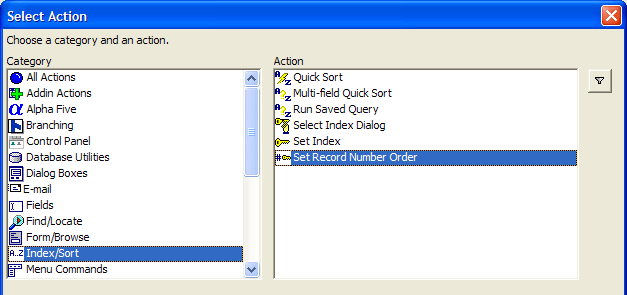 Select Action
Choose a category and an action.
Category
All Actions
Addin Actions
Alpha Five
Branching
Control Panel
Database Utilities
Dialog Boxes
E-mail
Fields
Find/Locate
Form/Browse
A..Z Index/Sort
Menu Commands
Action
Quick Sort
Multi-field Quick Sort
Run Saved Query
Select Index Dialog
Set Index
Set Record Number Order